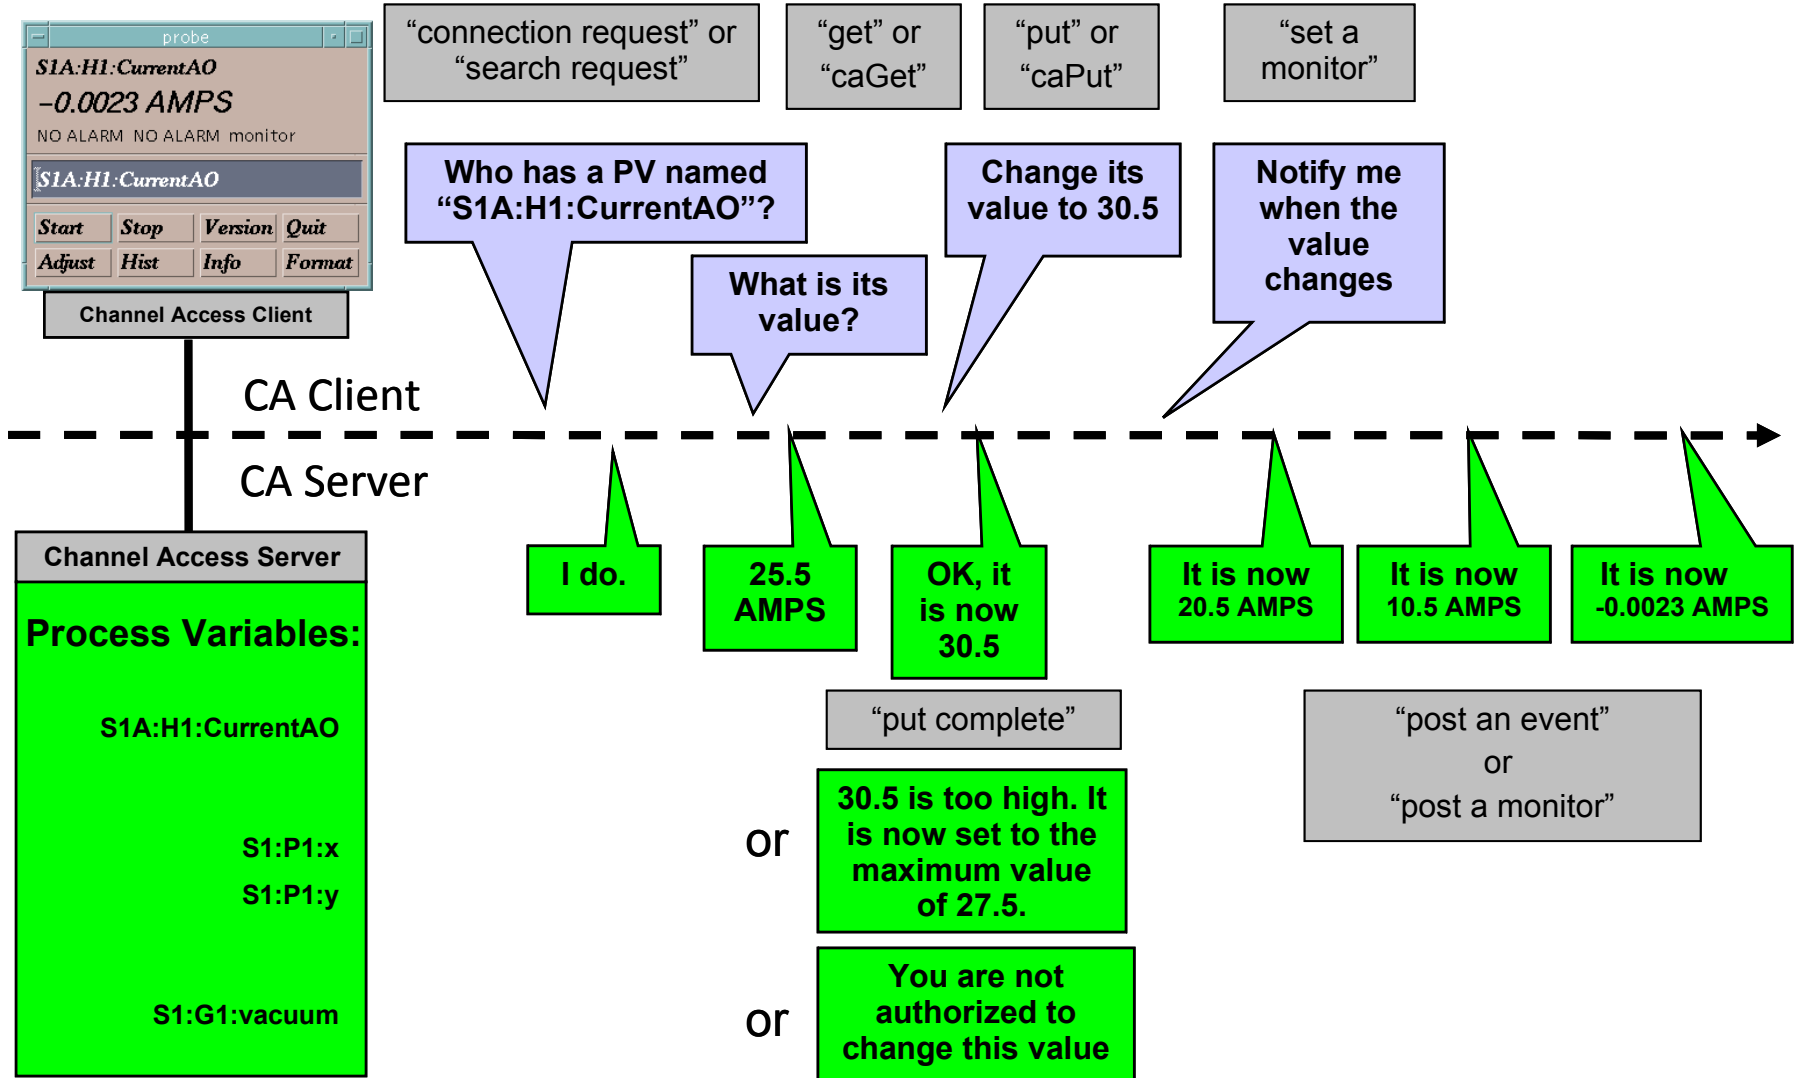 probe
S1A:H1:CurrentAO
-0.0023 AMPS
NO ALARM NO ALARM monitor
S1A:H1:CurrentAO
Start Stop Version Quit
Adjust Hist Info Format
Channel Access Client
“connection request” or
“search request”
“get” or
“caGet”
“put” or
“caPut”
“set a
monitor”
Who has a PV named
“S1A:H1:CurrentAO”?
What is its
value?
Change its
value to 30.5
Notify me
when the
value
changes
CA Client
CA Server
Channel Access Server
Process Variables:
S1A:H1:CurrentAO
S1:P1:x
S1:P1:y
S1:G1:vacuum
I do.
25.5
AMPS
OK, it
is now
30.5
It is now
20.5 AMPS
It is now
10.5 AMPS
It is now
-0.0023 AMPS
“put complete”
or
30.5 is too high. It
is now set to the
maximum value
of 27.5.
or
You are not
authorized to
change this value
“post an event”
or
“post a monitor”